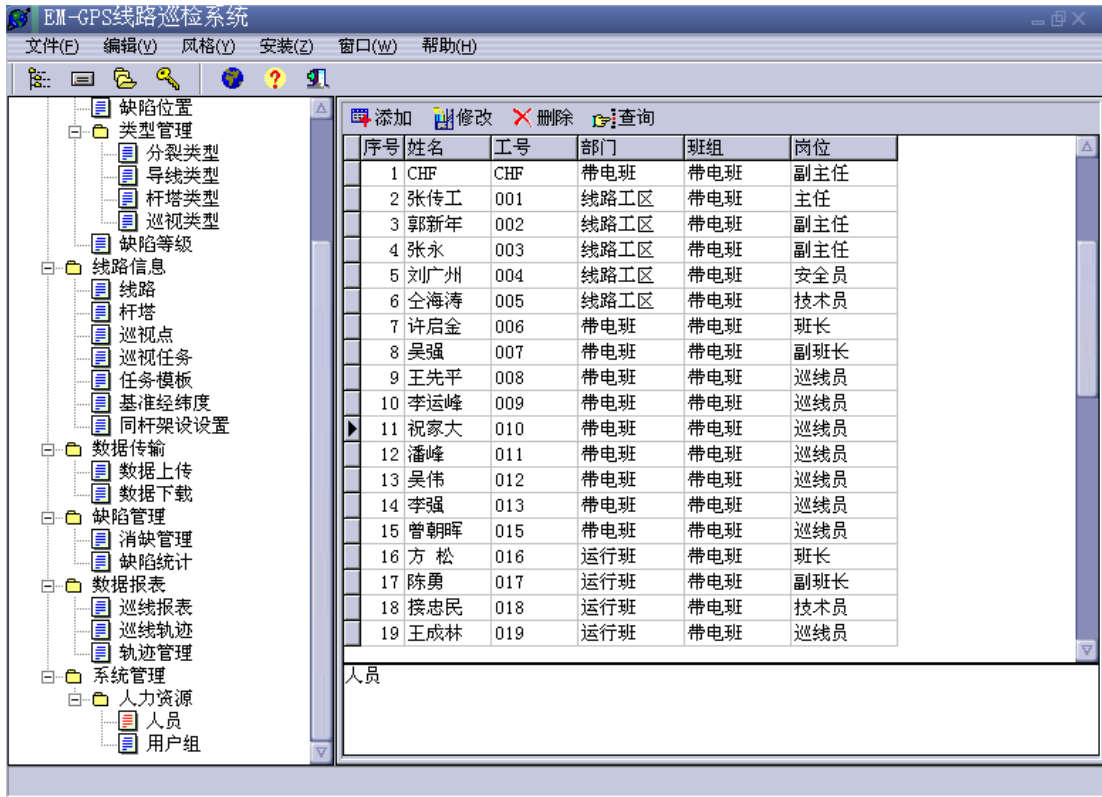 EM-GPS线路巡检系统
文件(F) 编辑(V) 风格(Y) 安装(Z) 窗口(W) 帮助(H)
缺陷位置
类型管理
分裂类型
导线类型
杆塔类型
巡视类型
缺陷等级
线路信息
线路
杆塔
巡视点
巡视任务
任务模板
基准经纬度
同杆架设设置
数据传输
数据上传
数据下载
缺陷管理
消缺管理
缺陷统计
数据报表
巡线报表
巡线轨迹
轨迹管理
系统管理
人力资源
人员
用户组
添加 修改 删除 查询
序号 姓名 工号 部门 班组 岗位
1 CHF CHF 带电班 带电班 副主任
2 张传工 001 线路工区 带电班 主任
3 郭新年 002 线路工区 带电班 副主任
4 张永 003 线路工区 带电班 副主任
5 刘广州 004 线路工区 带电班 安全员
6 仝海涛 005 线路工区 带电班 技术员
7 许启金 006 带电班 带电班 班长
8 吴强 007 带电班 带电班 副班长
9 王先平 008 带电班 带电班 巡线员
10 李运峰 009 带电班 带电班 巡线员
11 祝家大 010 带电班 带电班 巡线员
12 潘峰 011 带电班 带电班 巡线员
13 吴伟 012 带电班 带电班 巡线员
14 李强 013 带电班 带电班 巡线员
15 曾朝晖 015 带电班 带电班 巡线员
16 方 松 016 运行班 带电班 班长
17 陈勇 017 运行班 带电班 副班长
18 接忠民 018 运行班 带电班 技术员
19 王成林 019 运行班 带电班 巡线员
人员